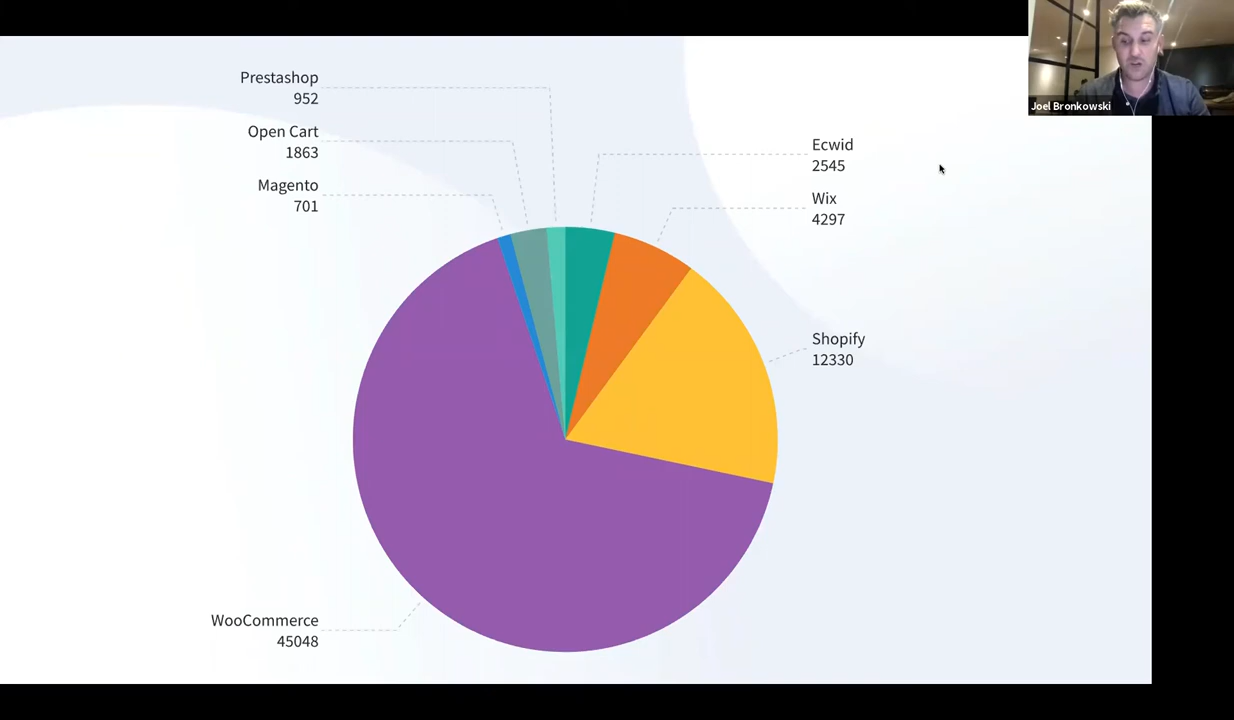 Prestashop
952
Open Cart
1863
Magento
701
Ecwid
2545
Wix
4297
Shopify
12330
WooCommerce
45048
Joel Bronkowski